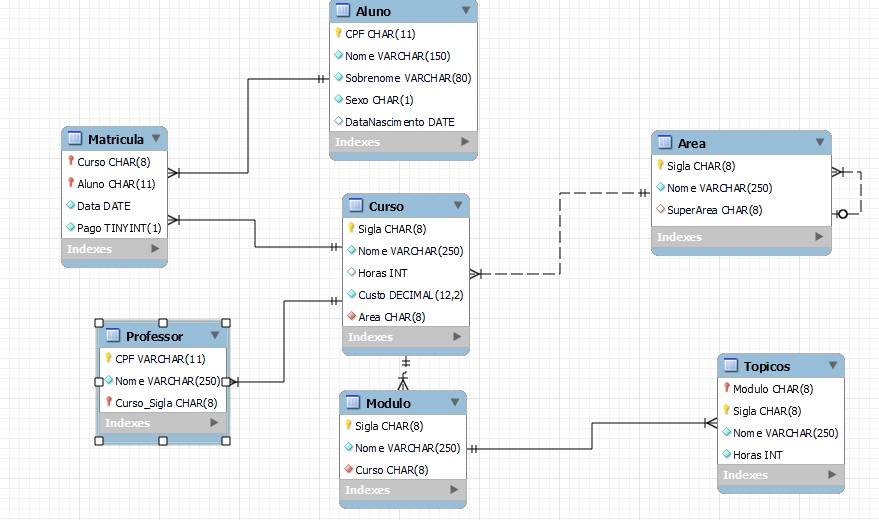 Aluno
CPF CHAR(11)
Nome VARCHAR(150)
Sobrenome VARCHAR(80)
Sexo CHAR(1)
DataNascimento DATE
Indexes
Matricula
Curso CHAR(8)
Aluno CHAR(11)
Data DATE
Pago TINYINT(1)
Indexes
Area
Sigla CHAR(8)
Nome VARCHAR(250)
SuperArea CHAR(8)
Indexes
Curso
Sigla CHAR(8)
Nome VARCHAR(250)
Horas INT
Custo DECIMAL(12,2)
Area CHAR(8)
Indexes
Professor
CPF VARCHAR(11)
Nome VARCHAR(250)
Curso_Sigla CHAR(8)
Indexes
Modulo
Sigla CHAR(8)
Nome VARCHAR(250)
Curso CHAR(8)
Indexes
Topicos
Modulo CHAR(8)
Sigla CHAR(8)
Nome VARCHAR(250)
Horas INT
Indexes